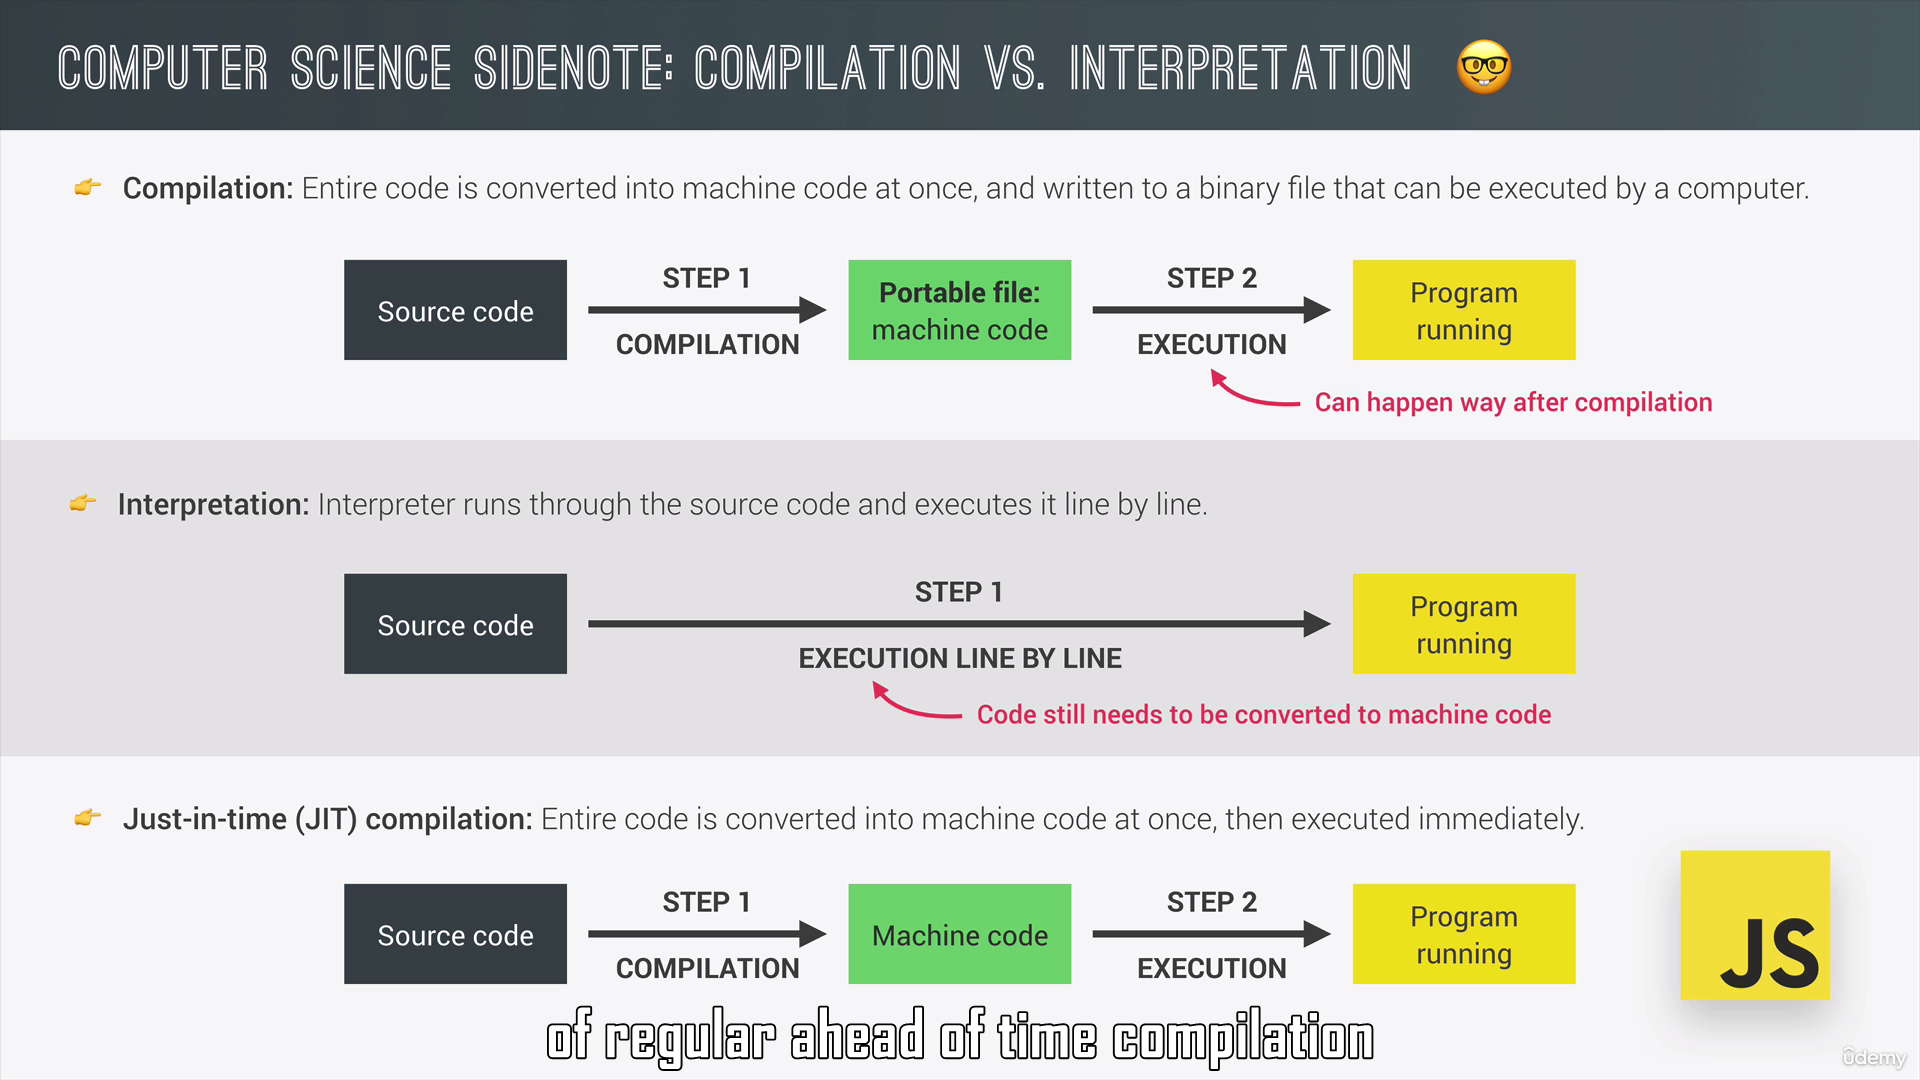 COMPUTER SCIENCE SIDENOTE: COMPILATION VS. INTERPRETATION
Compilation: Entire code is converted into machine code at once, and written to a binary file that can be executed by a computer.
Source code
STEP 1
COMPILATION
Portable file:
machine code
STEP 2
EXECUTION
Program
running
Can happen way after compilation
Interpretation: Interpreter runs through the source code and executes it line by line.
Source code
STEP 1
EXECUTION LINE BY LINE
Program
running
Code still needs to be converted to machine code
Just-in-time (JIT) compilation: Entire code is converted into machine code at once, then executed immediately.
Source code
STEP 1
COMPILATION
Machine code
STEP 2
EXECUTION
Program
running
JS
of regular ahead of time compilation
ûdemy